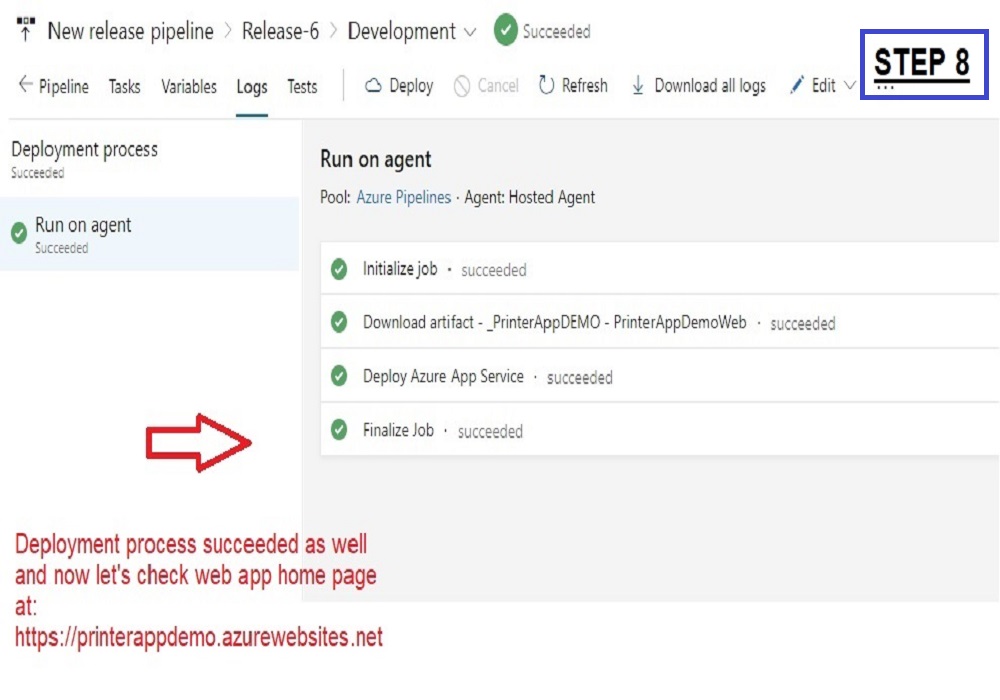 New release pipeline > Release-6 > Development Succeeded
STEP 8
Pipeline Tasks Variables Logs Tests Deploy Cancel Refresh Download all logs Edit ...
Deployment process
Succeeded
Run on agent
Succeeded
Run on agent
Pool: Azure Pipelines · Agent: Hosted Agent
Initialize job · succeeded
Download artifact - _PrinterAppDEMO - PrinterAppDemoWeb · succeeded
Deploy Azure App Service · succeeded
Finalize Job · succeeded
Deployment process succeeded as well
and now let's check web app home page
at:
https://printerappdemo.azurewebsites.net